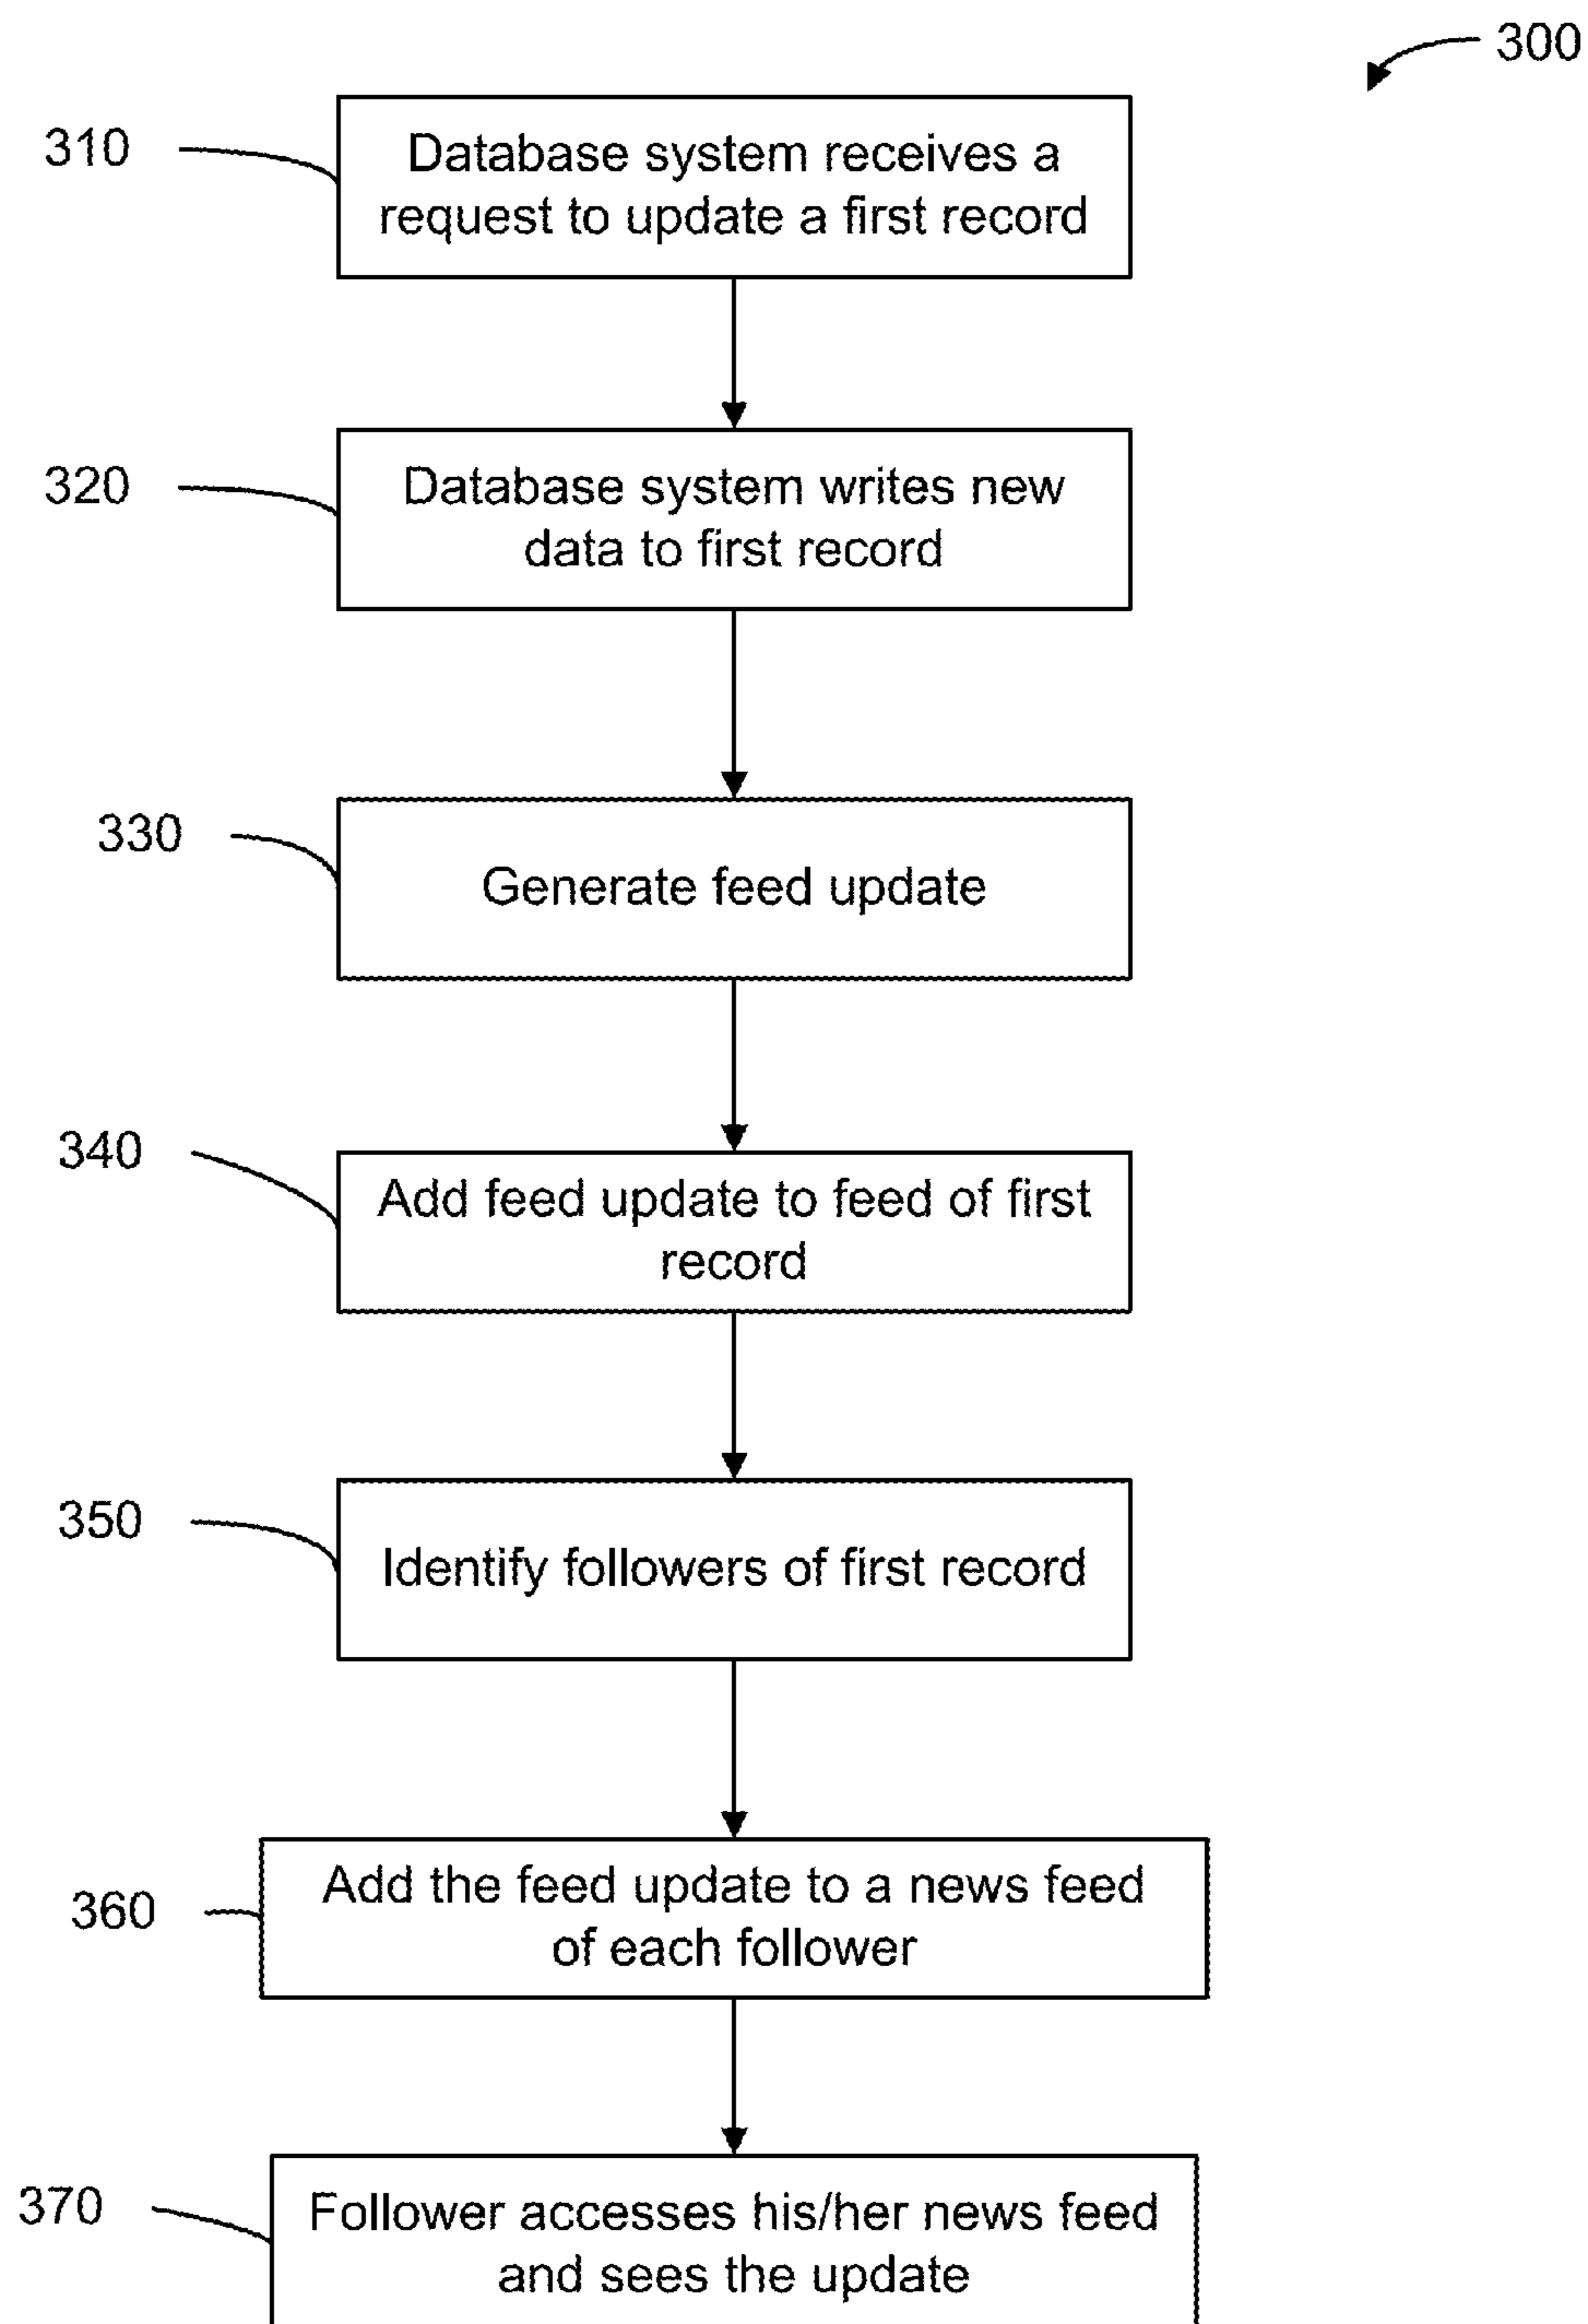 300
310
Database system receives a
request to update a first record
320
Database system writes new
data to first record
330
Generate feed update
340
Add feed update to feed of first
record
350
Identify followers of first record
360
Add the feed update to a news feed
of each follower
370
Follower accesses his/her news feed
and sees the update